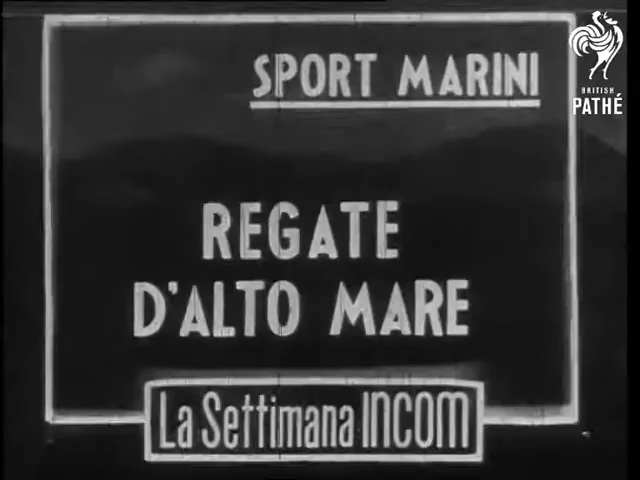 SPORT MARINI
BRITISH
PATHÉ
REGATE
D'ALTO MARE
La Settimana INCOM